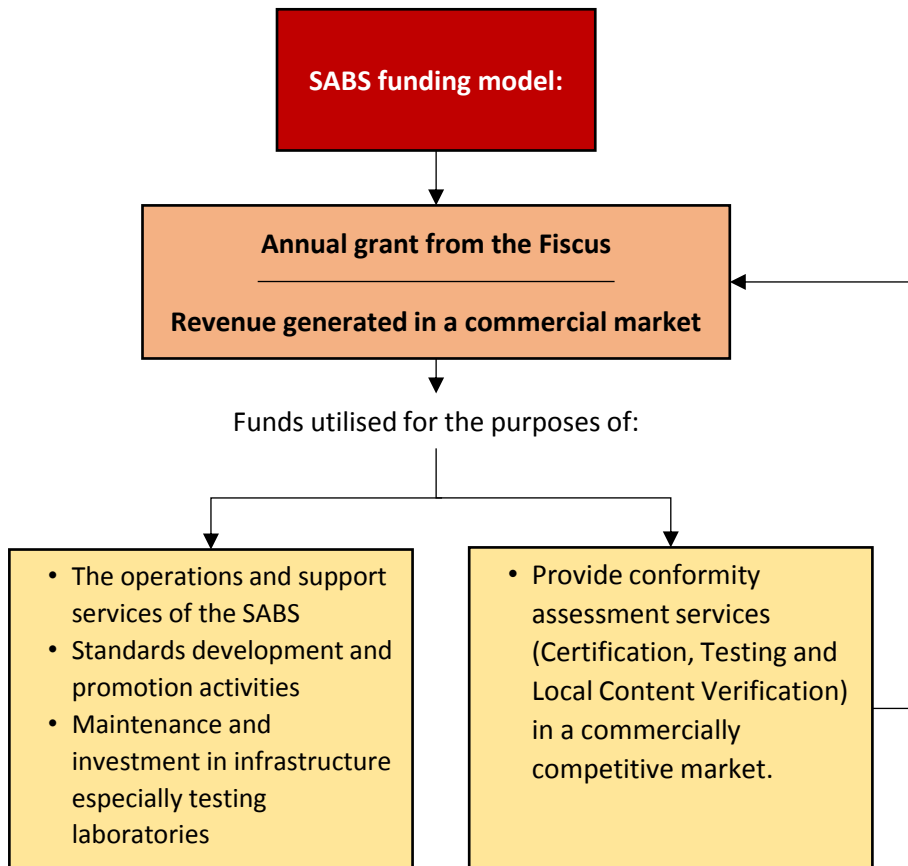 SABS funding model:
Annual grant from the Fiscus
Revenue generated in a commercial market
Funds utilised for the purposes of:
• The operations and support
services of the SABS
• Standards development and
promotion activities
• Maintenance and
investment in infrastructure
especially testing
laboratories
• Provide conformity
assessment services
(Certification, Testing and
Local Content Verification)
in a commercially
competitive market.